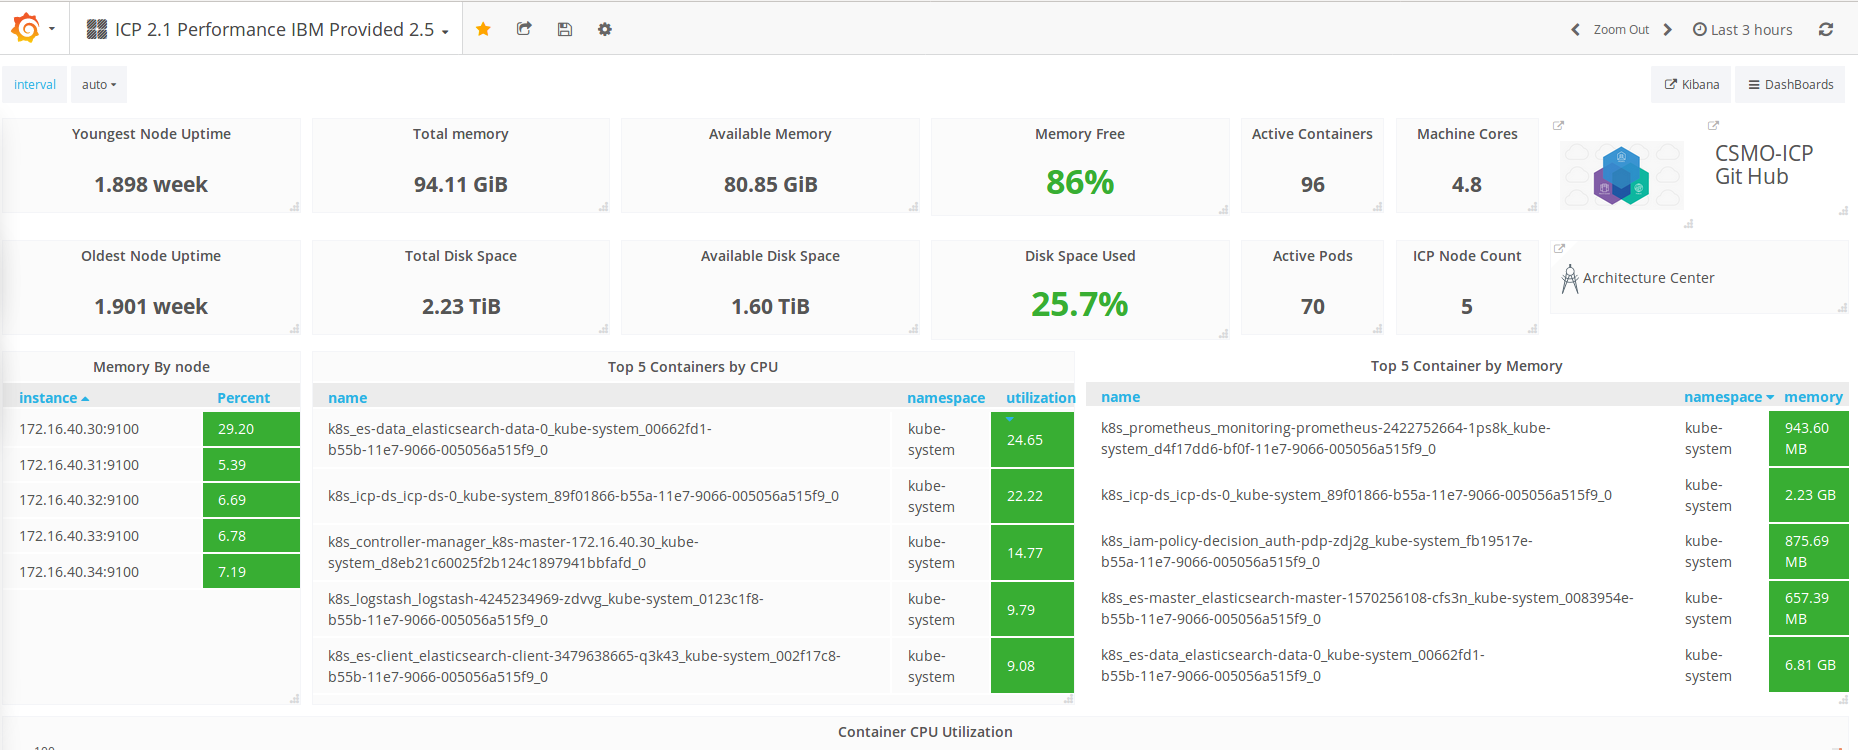 ICP 2.1 Performance IBM Provided 2.5
Zoom Out
Last 3 hours
interval
auto
Kibana
DashBoards
Youngest Node Uptime
1.898 week
Total memory
94.11 GiB
Available Memory
80.85 GiB
Memory Free
86%
Active Containers
96
Machine Cores
4.8
CSMO-ICP
Git Hub
Oldest Node Uptime
1.901 week
Total Disk Space
2.23 TiB
Available Disk Space
1.60 TiB
Disk Space Used
25.7%
Active Pods
70
ICP Node Count
5
Architecture Center
Memory By node
instance Percent
172.16.40.30:9100 29.20
172.16.40.31:9100 5.39
172.16.40.32:9100 6.69
172.16.40.33:9100 6.78
172.16.40.34:9100 7.19
Top 5 Containers by CPU
name namespace utilization
k8s_es-data_elasticsearch-data-0_kube-system_00662fd1-
b55b-11e7-9066-005056a515f9_0
kube-
system
24.65
k8s_icp-ds_icp-ds-0_kube-system_89f01866-b55a-11e7-9066-005056a515f9_0
kube-
system
22.22
k8s_controller-manager_k8s-master-172.16.40.30_kube-
system_d8eb21c60025f2b124c1897941bbfafd_0
kube-
system
14.77
k8s_logstash_logstash-4245234969-zdvvg_kube-system_0123c1f8-
b55b-11e7-9066-005056a515f9_0
kube-
system
9.79
k8s_es-client_elasticsearch-client-3479638665-q3k43_kube-system_002f17c8-
b55b-11e7-9066-005056a515f9_0
kube-
system
9.08
Top 5 Container by Memory
name namespace memory
k8s_prometheus_monitoring-prometheus-2422752664-1ps8k_kube-
system_d4f17dd6-bf0f-11e7-9066-005056a515f9_0
kube-
system
943.60
MB
k8s_icp-ds_icp-ds-0_kube-system_89f01866-b55a-11e7-9066-005056a515f9_0
kube-
system
2.23 GB
k8s_iam-policy-decision_auth-pdp-zdj2g_kube-system_fb19517e-
b55a-11e7-9066-005056a515f9_0
kube-
system
875.69
MB
k8s_es-master_elasticsearch-master-1570256108-cfs3n_kube-system_0083954e-
b55b-11e7-9066-005056a515f9_0
kube-
system
657.39
MB
k8s_es-data_elasticsearch-data-0_kube-system_00662fd1-
b55b-11e7-9066-005056a515f9_0
kube-
system
6.81 GB
Container CPU Utilization
100